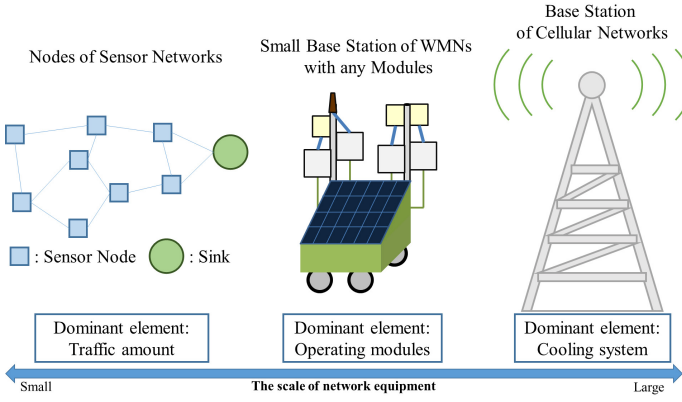 Nodes of Sensor Networks
Small Base Station of WMNs
with any Modules
Base Station
of Cellular Networks
: Sensor Node
: Sink
Dominant element:
Traffic amount
Dominant element:
Operating modules
Dominant element:
Cooling system
Small
The scale of network equipment
Large